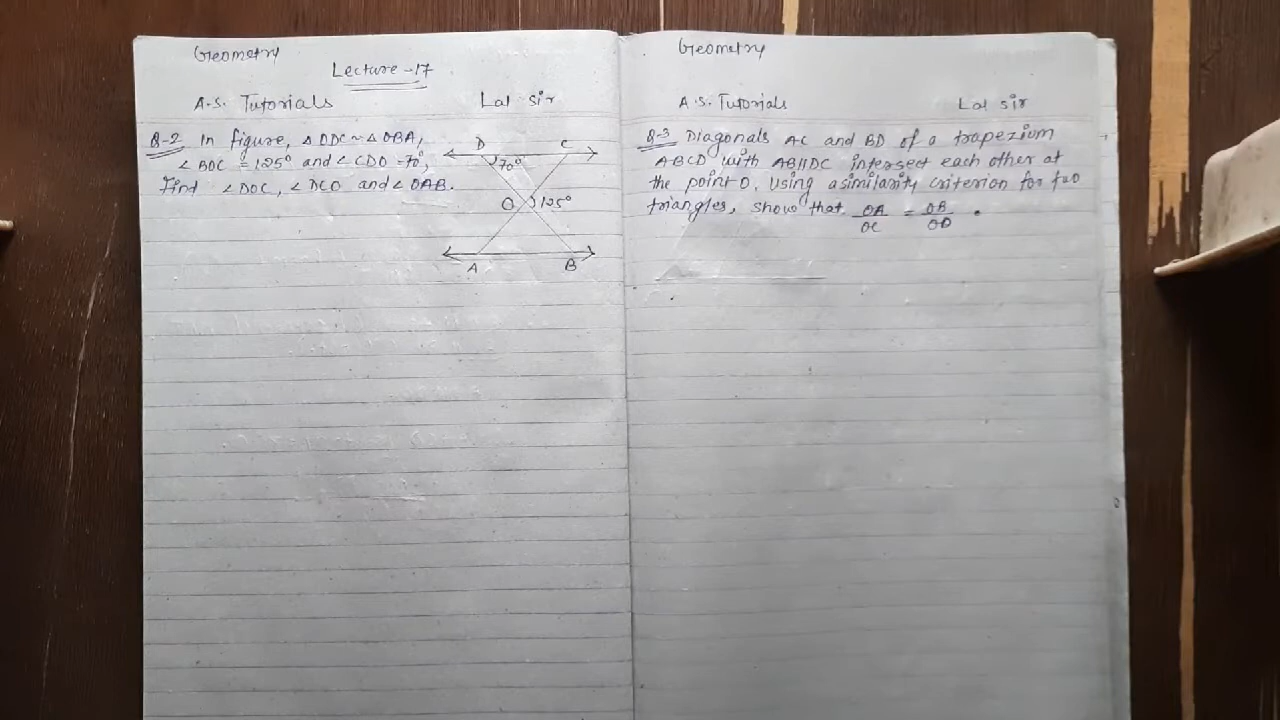 Geometry
Lecture-17
A.S. Tutorials Lal sir
Q-2 In figure, △ODC ~ △OBA,
∠BOC = 125° and ∠CDO = 70°,
Find ∠DOC, ∠DCO and ∠OAB.
D C
70°
O 125°
A B
Geometry
A.S. Tutorials Lal sir
Q-3 Diagonals AC and BD of a trapezium
ABCD with AB||DC intersect each other at
the point O. Using a similarity criterion for two
triangles, show that OA/OC = OB/OD .